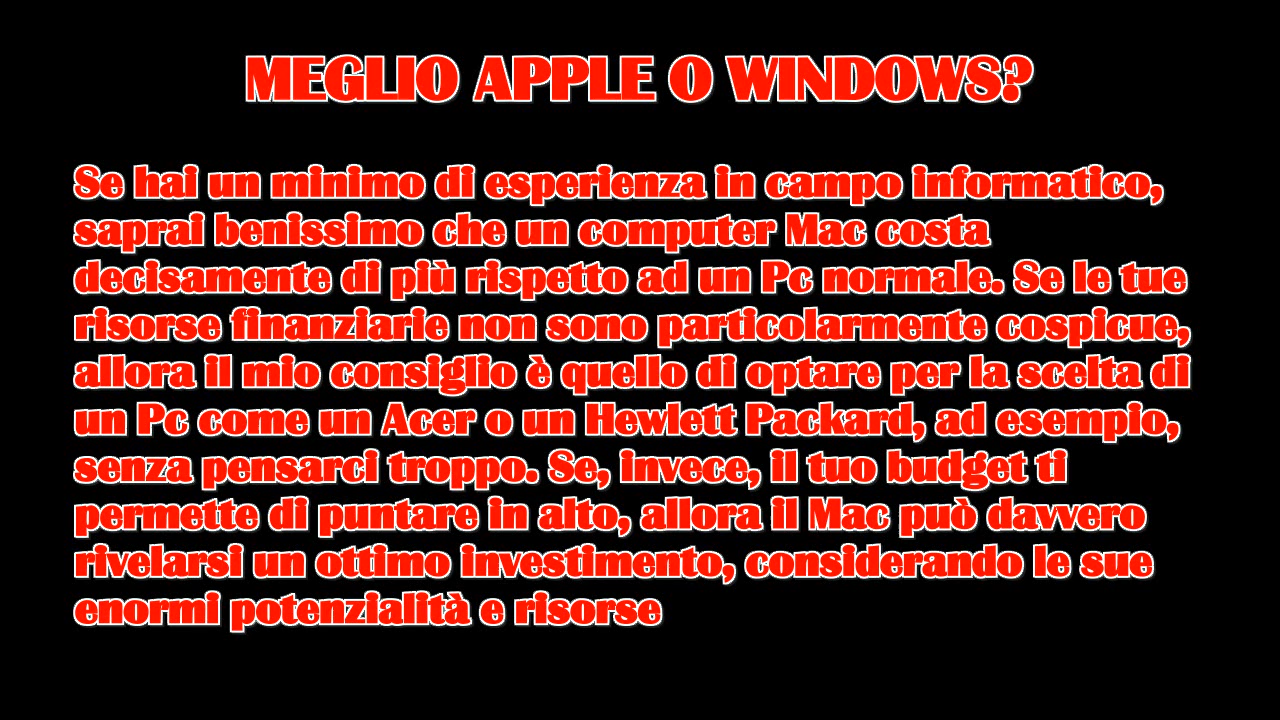 MEGLIO APPLE O WINDOWS?
Se hai un minimo di esperienza in campo informatico,
saprai benissimo che un computer Mac costa
decisamente di più rispetto ad un Pc normale. Se le tue
risorse finanziarie non sono particolarmente cospicue,
allora il mio consiglio è quello di optare per la scelta di
un Pc come un Acer o un Hewlett Packard, ad esempio,
senza pensarci troppo. Se, invece, il tuo budget ti
permette di puntare in alto, allora il Mac può davvero
rivelarsi un ottimo investimento, considerando le sue
enormi potenzialità e risorse